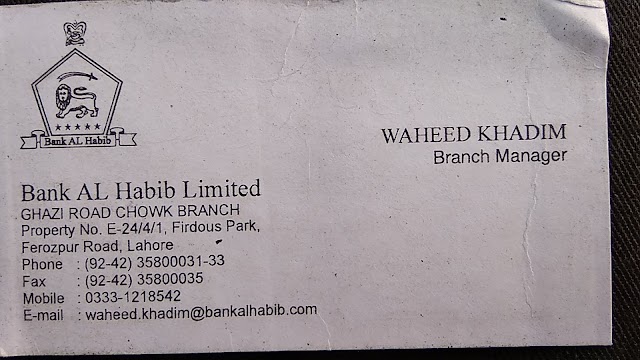 Bank AL Habib
WAHEED KHADIM
Branch Manager
Bank AL Habib Limited
GHAZI ROAD CHOWK BRANCH
Property No. E-24/4/1, Firdous Park,
Ferozpur Road, Lahore
Phone : (92-42) 35800031-33
Fax : (92-42) 35800035
Mobile : 0333-1218542
E-mail : waheed.khadim@bankalhabib.com